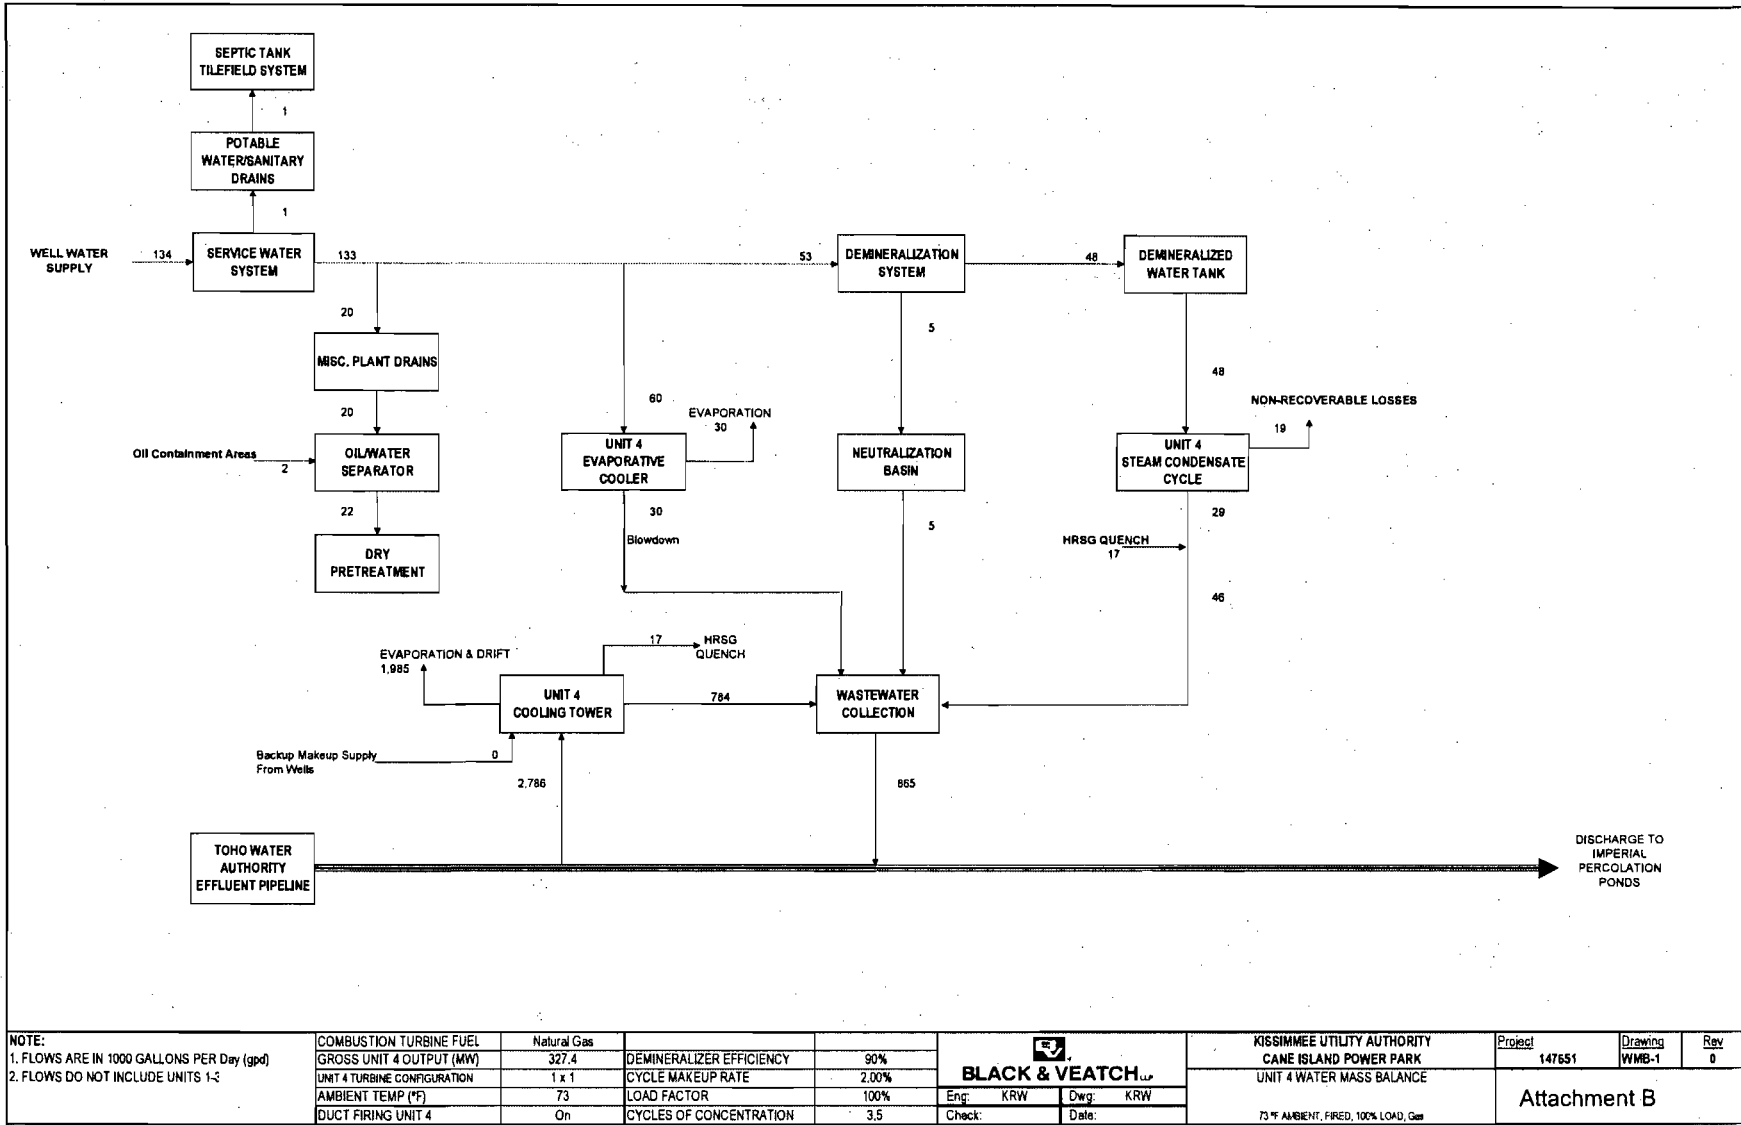 SEPTIC TANK
TILEFIELD SYSTEM
1
POTABLE
WATER/SANITARY
DRAINS
1
WELL WATER
SUPPLY
134
SERVICE WATER
SYSTEM
133
53
DEMINERALIZATION
SYSTEM
48
DEMINERALIZED
WATER TANK
20
5
MISC. PLANT DRAINS
48
60
20
EVAPORATION
30
NON-RECOVERABLE LOSSES
19
Oil Containment Areas
2
OIL/WATER
SEPARATOR
UNIT 4
EVAPORATIVE
COOLER
NEUTRALIZATION
BASIN
UNIT 4
STEAM CONDENSATE
CYCLE
22
30
Blowdown
5
29
HRSG QUENCH
17
DRY
PRETREATMENT
46
EVAPORATION & DRIFT
1,985
17
HRSG
QUENCH
UNIT 4
COOLING TOWER
784
WASTEWATER
COLLECTION
Backup Makeup Supply
From Wells
0
2,786
865
TOHO WATER
AUTHORITY
EFFLUENT PIPELINE
DISCHARGE TO
IMPERIAL
PERCOLATION
PONDS
NOTE:
1. FLOWS ARE IN 1000 GALLONS PER Day (gpd)
2. FLOWS DO NOT INCLUDE UNITS 1-3
COMBUSTION TURBINE FUEL Natural Gas
GROSS UNIT 4 OUTPUT (MW) 327.4 DEMINERALIZER EFFICIENCY 90%
UNIT 4 TURBINE CONFIGURATION 1 x 1 CYCLE MAKEUP RATE 2.00%
AMBIENT TEMP (°F) 73 LOAD FACTOR 100%
DUCT FIRING UNIT 4 On CYCLES OF CONCENTRATION 3.5
BLACK & VEATCH LLP
Eng: KRW Dwg: KRW
Check: Date:
KISSIMMEE UTILITY AUTHORITY
CANE ISLAND POWER PARK
UNIT 4 WATER MASS BALANCE
73 °F AMBIENT, FIRED, 100% LOAD, Gas
Project Drawing Rev
147651 WMB-1 0
Attachment B